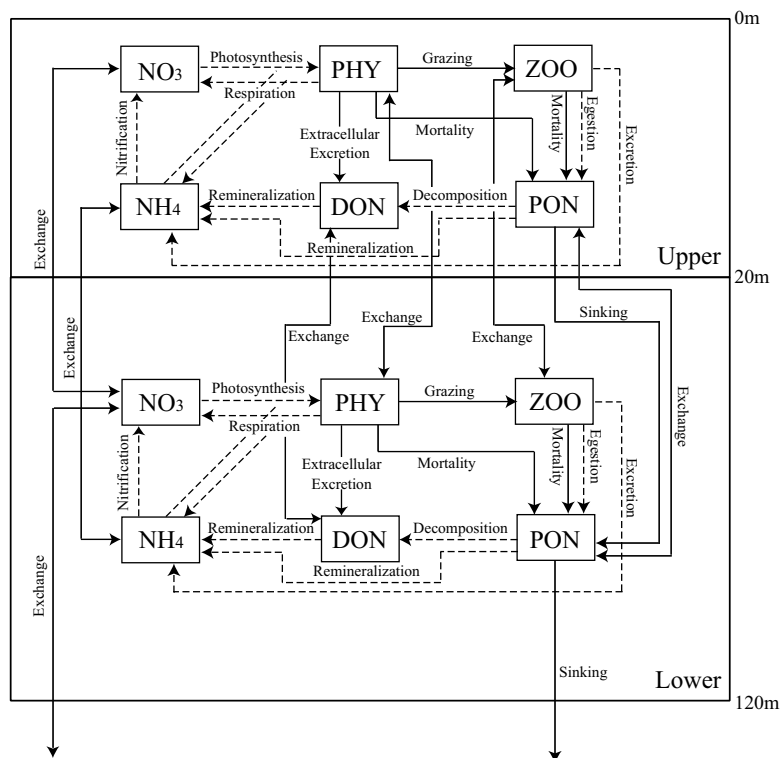 0m
Photosynthesis
Grazing
NO3
PHY
ZOO
Respiration
Nitrification
Extracellular
Excretion
Mortality
Mortality
Egestion
Excretion
Remineralization
Decomposition
NH4
DON
PON
Remineralization
Exchange
Upper
20m
Sinking
Exchange
Exchange
Exchange
Exchange
Exchange
Photosynthesis
Grazing
NO3
PHY
ZOO
Respiration
Nitrification
Extracellular
Excretion
Mortality
Mortality
Egestion
Excretion
Remineralization
Decomposition
NH4
DON
PON
Remineralization
Exchange
Sinking
Lower
120m